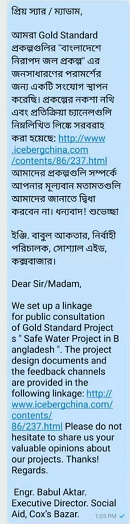 প্রিয় স্যার / ম্যাডাম,
আমরা Gold Standard
প্রকল্পগুলির "বাংলাদেশে
নিরাপদ জল প্রকল্প" এর
জনসাধারণের পরামর্শের
জন্য একটি সংযোগ স্থাপন
করেছি। প্রকল্পের নকশা নথি
এবং প্রতিক্রিয়া চ্যানেলগুলি
নিম্নলিখিত লিঙ্কে সরবরাহ
করা হয়েছে: http://www
.icebergchina.com
/contents/86/237.html
আমাদের প্রকল্পগুলি সম্পর্কে
আপনার মূল্যবান মতামতগুলি
আমাদের জানাতে দ্বিধা
করবেন না। ধন্যবাদ! শুভেচ্ছা
ইঞ্জি. বাবুল আকতার, নির্বাহী
পরিচালক, সোশ্যাল এইড,
কক্সবাজার।
Dear Sir/Madam,
We set up a linkage
for public consultation
of Gold Standard Project
s " Safe Water Project in B
angladesh ". The project
design documents and
the feedback channels
are provided in the
following linkage: http://
www.icebergchina.com/
contents/
86/237.html Please do not
hesitate to share us your
valuable opinions about
our projects. Thanks!
Regards.
Engr. Babul Aktar.
Executive Director. Social
Aid, Cox's Bazar.
1:05 PM